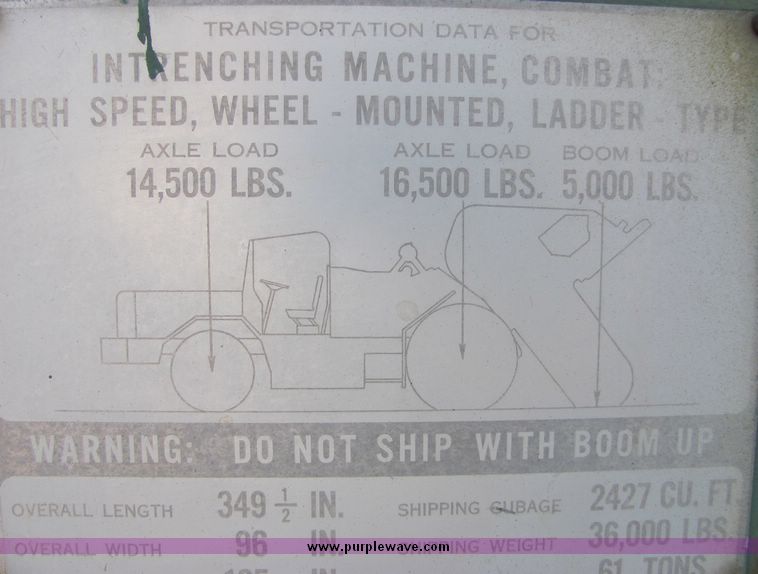 TRANSPORTATION DATA FOR
INTRENCHING MACHINE, COMBAT:
HIGH SPEED, WHEEL - MOUNTED, LADDER - TYPE
AXLE LOAD AXLE LOAD BOOM LOAD
14,500 LBS. 16,500 LBS. 5,000 LBS.
WARNING: DO NOT SHIP WITH BOOM UP
OVERALL LENGTH 349 1/2 IN. SHIPPING CUBAGE 2427 CU. FT.
OVERALL WIDTH 96 IN. SHIPPING WEIGHT 36,000 LBS.
www.purplewave.com
IN. 61 TONS